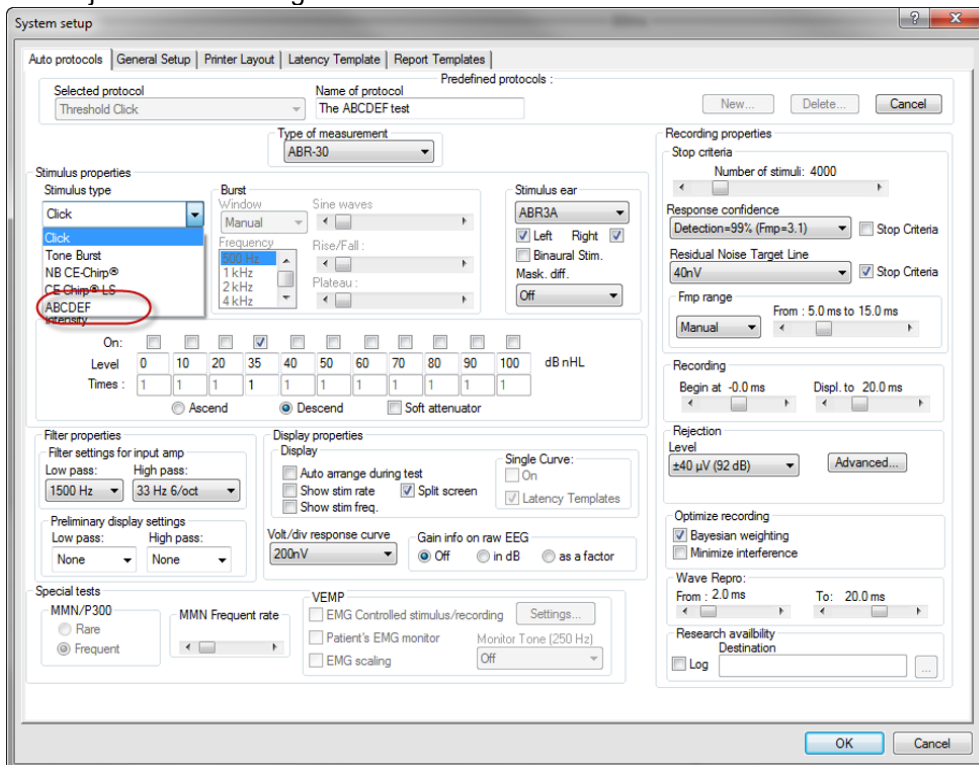 System setup
Auto protocols General Setup Printer Layout Latency Template Report Templates
Predefined protocols :
Selected protocol
Threshold Click
Name of protocol
The ABCDEF test
New... Delete... Cancel
Type of measurement
ABR-30
Stimulus properties
Stimulus type
Click
Click
Tone Burst
NB CE-Chirp®
CE-Chirp® LS
ABCDEF
Burst
Window
Manual
Sine waves
Frequency
500 Hz
1 kHz
2 kHz
4 kHz
Rise/Fall :
Plateau :
Stimulus ear
ABR3A
Left Right
Binaural Stim.
Mask. diff.
Off
Intensity
On:
Level 0 10 20 35 40 50 60 70 80 90 100 dB nHL
Times : 1 1 1 1 1 1 1 1 1 1 1
Ascend Descend Soft attenuator
Filter properties
Filter settings for input amp
Low pass: High pass:
1500 Hz 33 Hz 6/oct
Preliminary display settings
Low pass: High pass:
None None
Display properties
Display
Auto arrange during test
Show stim rate Split screen
Show stim freq.
Single Curve:
On
Latency Templates
Volt/div response curve
200nV
Gain info on raw EEG
Off in dB as a factor
Special tests
MMN/P300
Rare
Frequent
MMN Frequent rate
VEMP
EMG Controlled stimulus/recording Settings...
Patient's EMG monitor
EMG scaling
Monitor Tone (250 Hz)
Off
Recording properties
Stop criteria
Number of stimuli: 4000
Response confidence
Detection=99% (Fmp=3.1) Stop Criteria
Residual Noise Target Line
40nV Stop Criteria
Fmp range
From : 5.0 ms to 15.0 ms
Manual
Recording
Begin at -0.0 ms Displ. to 20.0 ms
Rejection
Level
±40 µV (92 dB) Advanced...
Optimize recording
Bayesian weighting
Minimize interference
Wave Repro:
From : 2.0 ms To: 20.0 ms
Research availbility
Destination
Log ...
OK Cancel